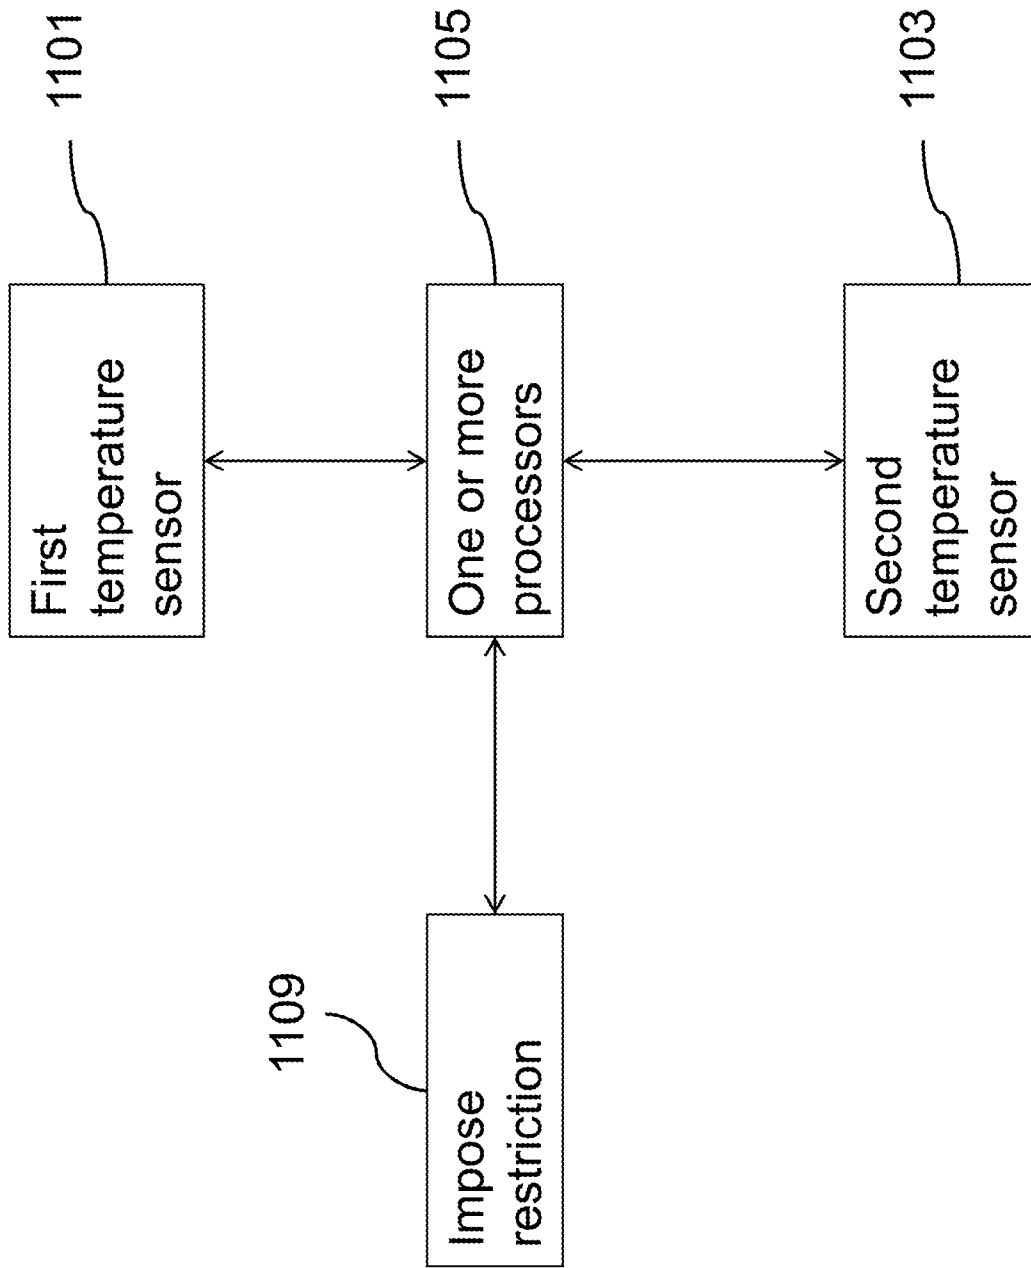 1101
First
temperature
sensor
1105
One or more
processors
1103
Second
temperature
sensor
1109
Impose
restriction